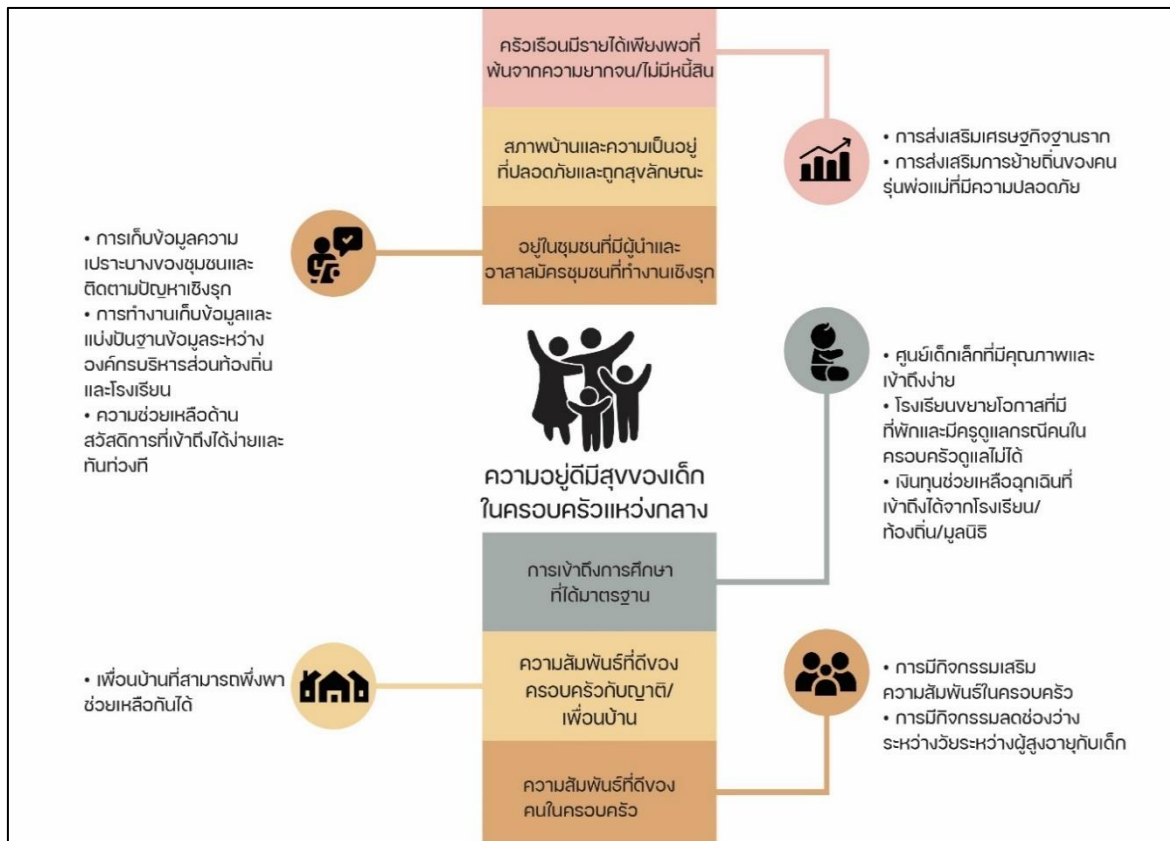 ครัวเรือนมีรายได้เพียงพอที่
พ้นจากความยากจน/ไม่มีหนี้สิน
สภาพบ้านและความเป็นอยู่
ที่ปลอดภัยและถูกสุขลักษณะ
อยู่ในชุมชนที่มีผู้นำและ
อาสาสมัครชุมชนที่ทำงานเชิงรุก
• การส่งเสริมเศรษฐกิจฐานราก
• การส่งเสริมการย้ายถิ่นของคน
รุ่นพ่อแม่ที่มีความปลอดภัย
• การเก็บข้อมูลความ
เปราะบางของชุมชนและ
ติดตามปัญหาเชิงรุก
• การทำงานเก็บข้อมูลและ
แบ่งปันฐานข้อมูลระหว่าง
องค์กรบริหารส่วนท้องถิ่น
และโรงเรียน
• ความช่วยเหลือด้าน
สวัสดิการที่เข้าถึงได้ง่ายและ
ทันท่วงที
ความอยู่ดีมีสุขของเด็ก
ในครอบครัวแหว่งกลาง
• ศูนย์เด็กเล็กที่มีคุณภาพและ
เข้าถึงง่าย
• โรงเรียนขยายโอกาสที่มี
ที่พักและมีครูดูแลกรณีคนใน
ครอบครัวดูแลไม่ได้
• เงินทุนช่วยเหลือฉุกเฉินที่
เข้าถึงได้จากโรงเรียน/
ท้องถิ่น/มูลนิธิ
การเข้าถึงการศึกษา
ที่ได้มาตรฐาน
ความสัมพันธ์ที่ดีของ
ครอบครัวกับญาติ/
เพื่อนบ้าน
ความสัมพันธ์ที่ดีของ
คนในครอบครัว
• เพื่อนบ้านที่สามารถพึ่งพา
ช่วยเหลือกันได้
• การมีกิจกรรมเสริม
ความสัมพันธ์ในครอบครัว
• การมีกิจกรรมลดช่องว่าง
ระหว่างวัยระหว่างผู้สูงอายุกับเด็ก